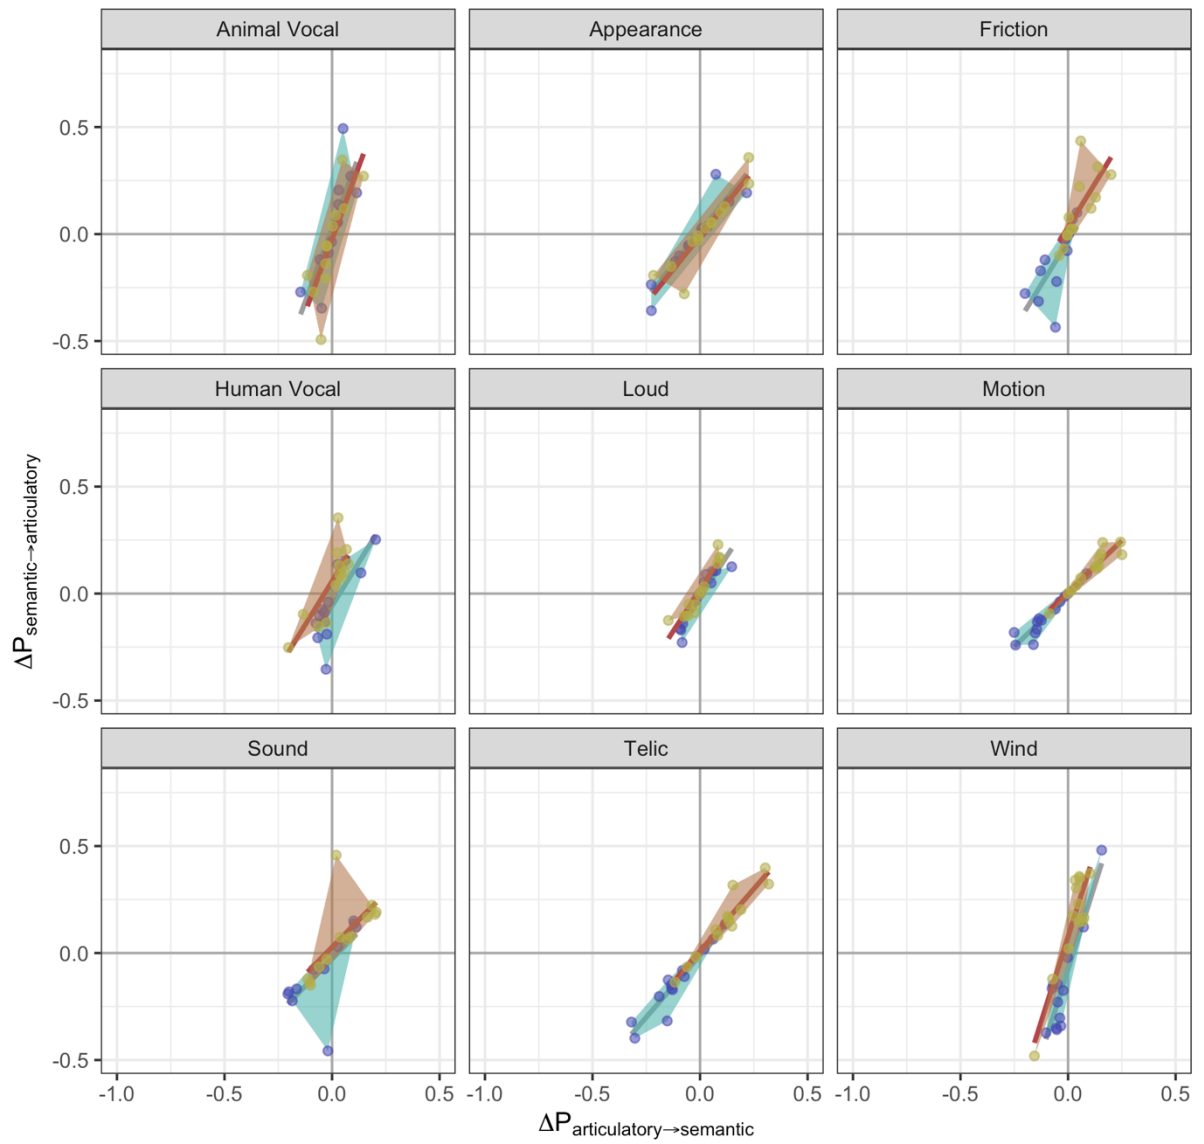 Animal Vocal Appearance Friction
0.5
0.0
-0.5
Human Vocal Loud Motion
0.5
0.0
-0.5
Sound Telic Wind
0.5
0.0
-0.5
-1.0 -0.5 0.0 0.5 -1.0 -0.5 0.0 0.5 -1.0 -0.5 0.0 0.5
ΔPsemantic→articulatory
ΔParticulatory→semantic